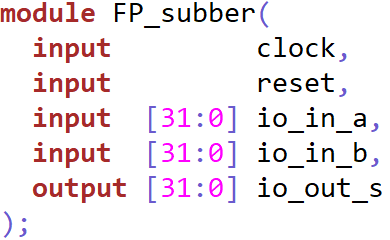 module FP_subber(
  input         clock,
  input         reset,
  input  [31:0] io_in_a,
  input  [31:0] io_in_b,
  output [31:0] io_out_s
);